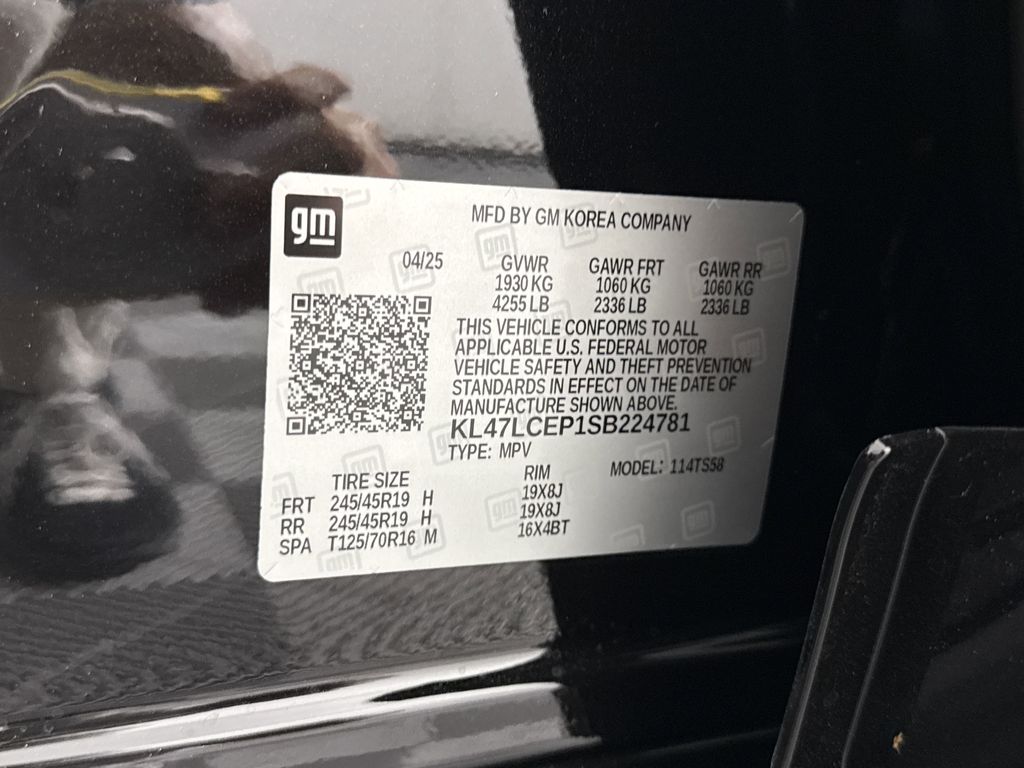 gm
MFD BY GM KOREA COMPANY
04/25 GVWR GAWR FRT GAWR RR
1930 KG 1060 KG 1060 KG
4255 LB 2336 LB 2336 LB
THIS VEHICLE CONFORMS TO ALL
APPLICABLE U.S. FEDERAL MOTOR
VEHICLE SAFETY AND THEFT PREVENTION
STANDARDS IN EFFECT ON THE DATE OF
MANUFACTURE SHOWN ABOVE.
KL47LCEP1SB224781
TYPE: MPV
TIRE SIZE RIM MODEL: 114TS58
FRT 245/45R19 H 19X8J
RR 245/45R19 H 19X8J
SPA T125/70R16 M 16X4BT